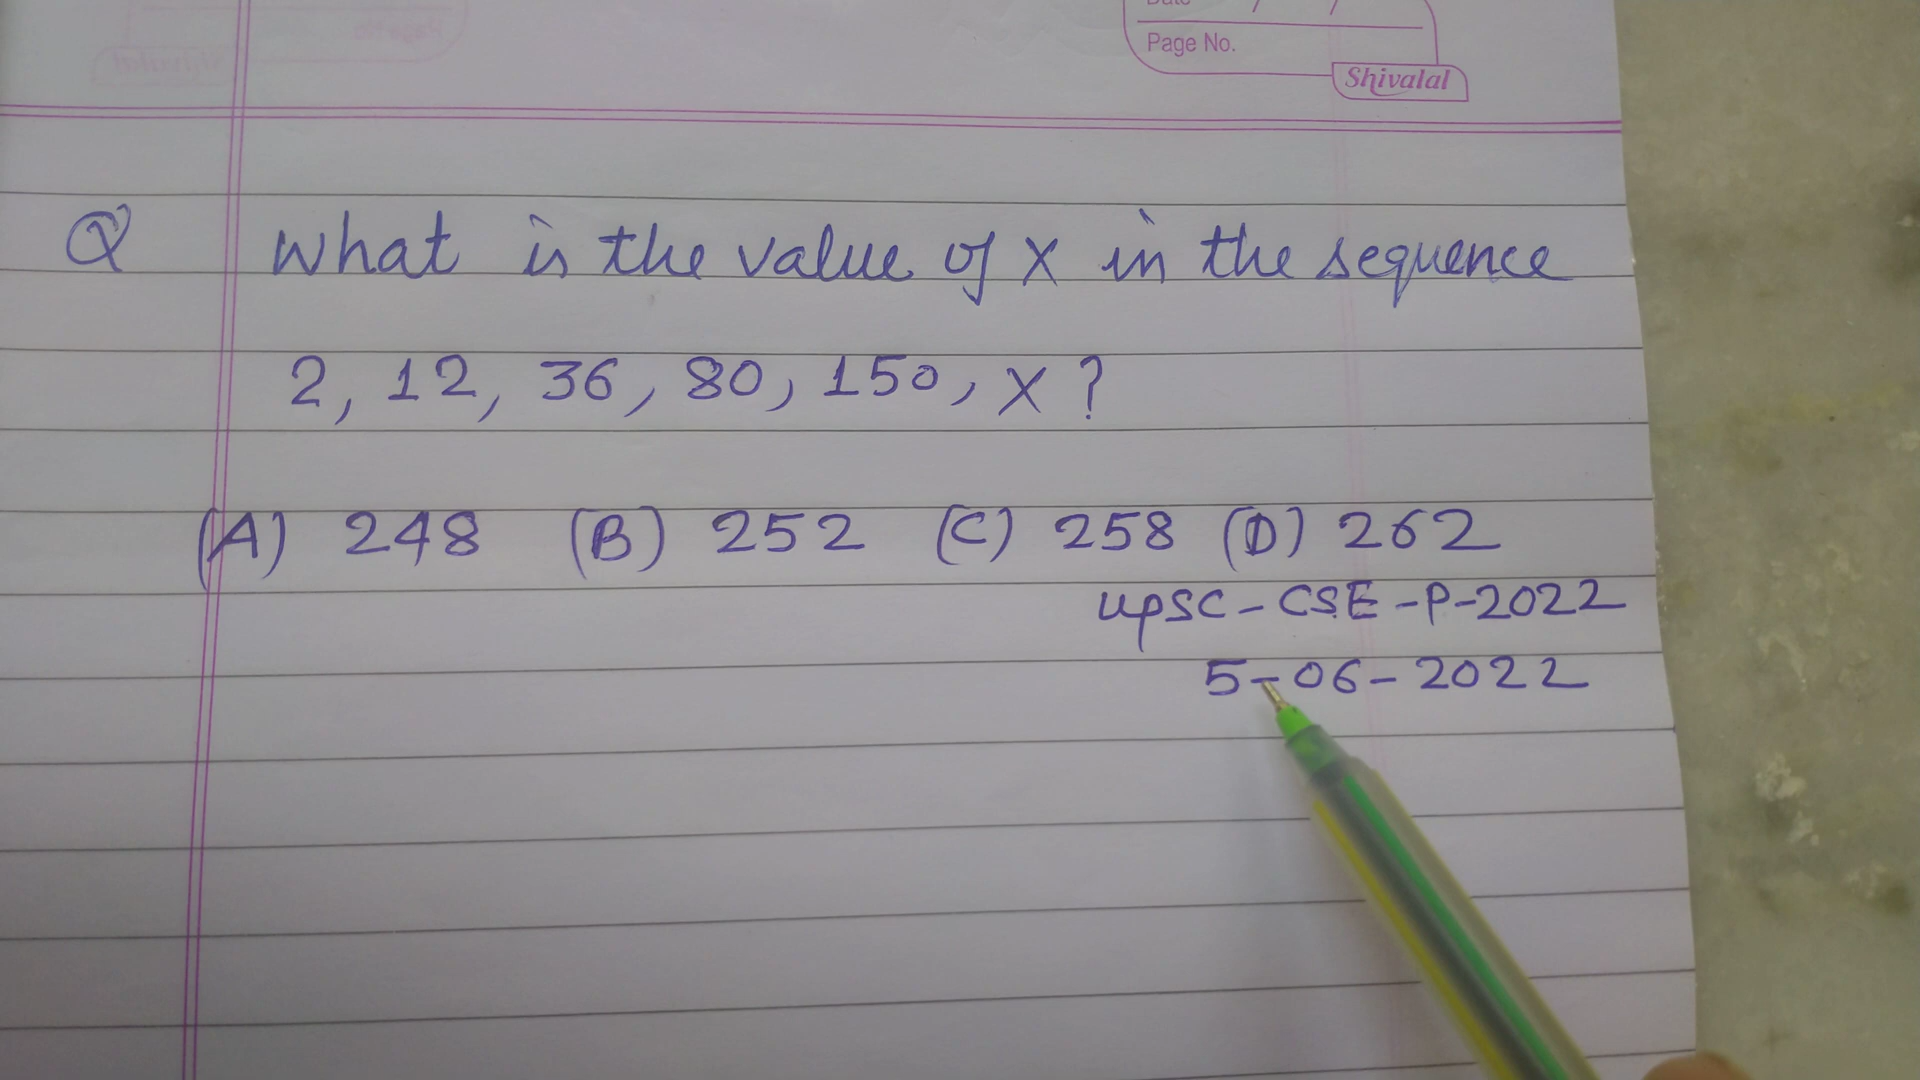 Date / /
Page No.
Shivalal
Q What is the value of X in the sequence
2, 12, 36, 80, 150, X ?
(A) 248 (B) 252 (C) 258 (D) 262
UPSC-CSE-P-2022
5-06-2022